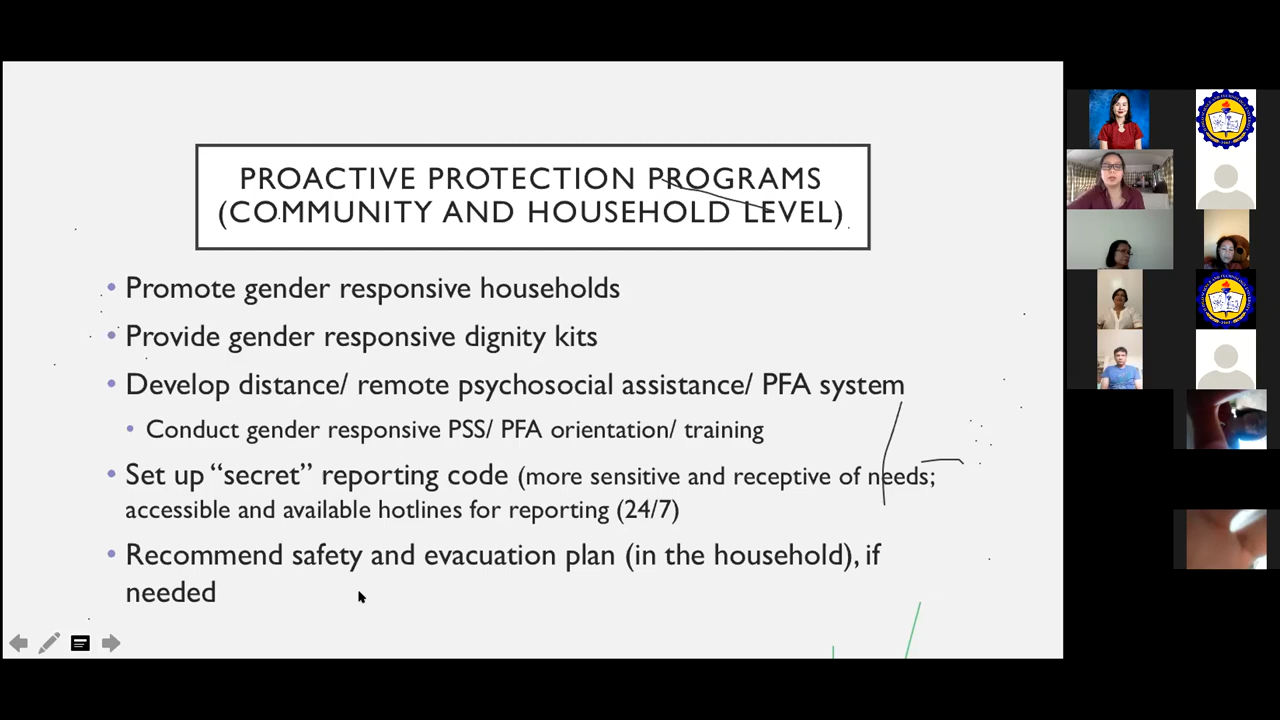 PROACTIVE PROTECTION PROGRAMS
(COMMUNITY AND HOUSEHOLD LEVEL)
• Promote gender responsive households
• Provide gender responsive dignity kits
• Develop distance/ remote psychosocial assistance/ PFA system
• Conduct gender responsive PSS/ PFA orientation/ training
• Set up “secret” reporting code (more sensitive and receptive of needs;
accessible and available hotlines for reporting (24/7)
• Recommend safety and evacuation plan (in the household), if
needed